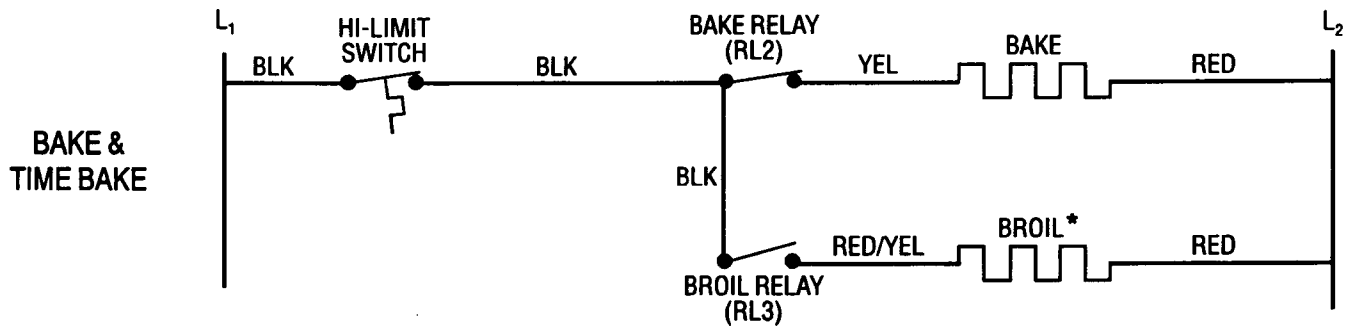 L1
HI-LIMIT
SWITCH
BAKE RELAY
(RL2)
BAKE
L2
BLK
BLK
YEL
RED
BAKE &
TIME BAKE
BLK
BROIL*
RED/YEL
RED
BROIL RELAY
(RL3)